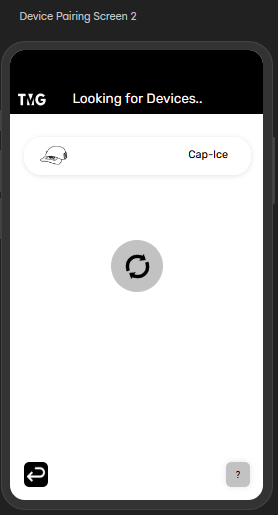 Device Pairing Screen 2
TMG
Looking for Devices..
Cap-Ice
?